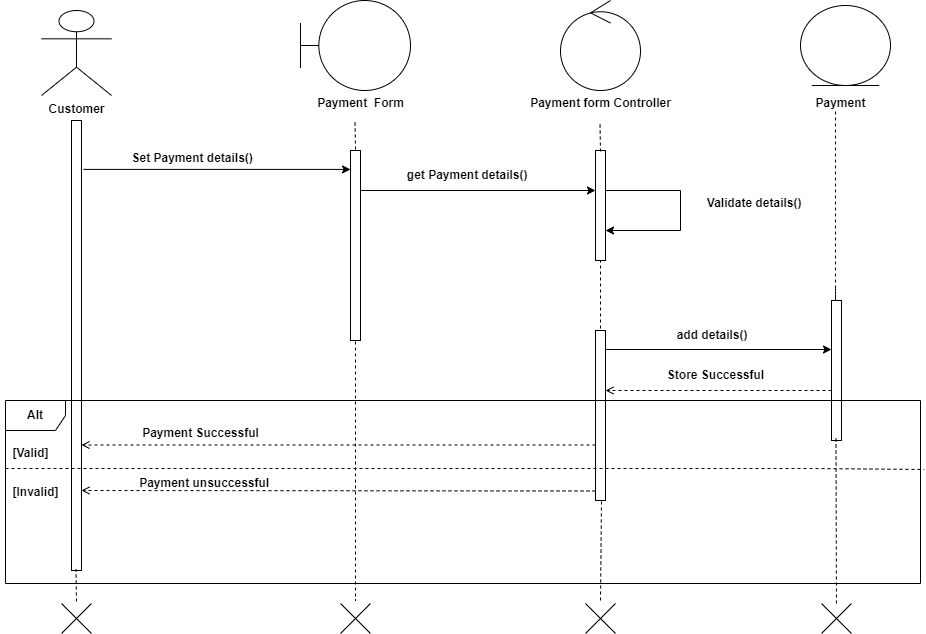 Customer
Payment Form
Payment form Controller
Payment
Set Payment details()
get Payment details()
Validate details()
add details()
Store Successful
Alt
Payment Successful
[Valid]
Payment unsuccessful
[Invalid]